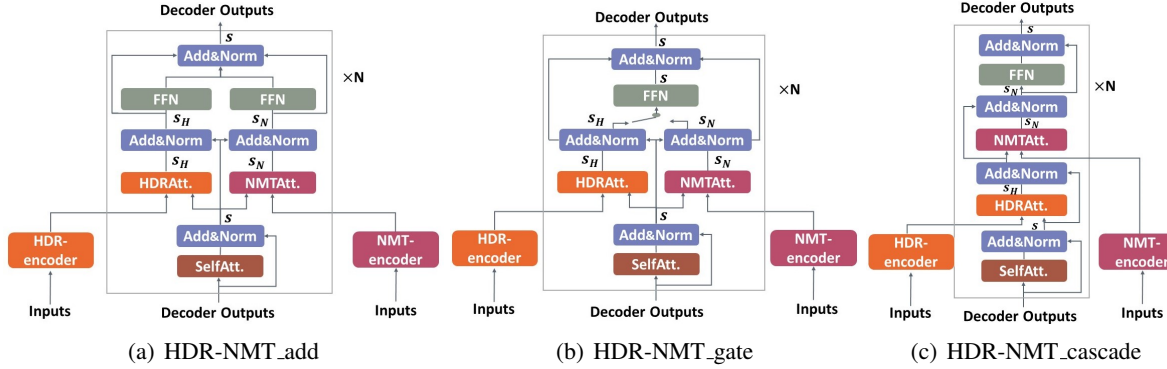 Decoder Outputs
s
Add&Norm
×N
FFN
FFN
s_H
s_N
Add&Norm
Add&Norm
s_H
s_N
HDRAtt.
NMTAtt.
s
HDR-
encoder
Add&Norm
NMT-
encoder
SelfAtt.
Inputs
Inputs
Decoder Outputs
(a) HDR-NMT_add
Decoder Outputs
s
Add&Norm
s
×N
FFN
Add&Norm
s_N
Add&Norm
s_H
s_N
HDRAtt.
NMTAtt.
s
HDR-
encoder
Add&Norm
NMT-
encoder
SelfAtt.
Inputs
Inputs
Decoder Outputs
(b) HDR-NMT_gate
Decoder Outputs
s
Add&Norm
FFN
×N
s_N
Add&Norm
s_N
NMTAtt.
Add&Norm
s_H
HDRAtt.
s
HDR-
encoder
Add&Norm
NMT-
encoder
SelfAtt.
Inputs
Inputs
Decoder Outputs
(c) HDR-NMT_cascade